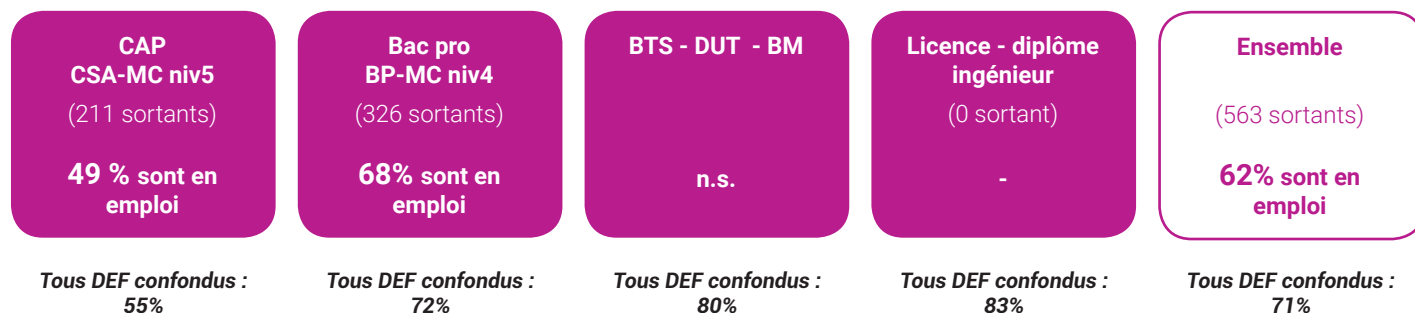 CAP
CSA-MC niv5
(211 sortants)
49 % sont en
emploi
Bac pro
BP-MC niv4
(326 sortants)
68% sont en
emploi
BTS - DUT - BM
n.s.
Licence - diplôme
ingénieur
(0 sortant)
-
Ensemble
(563 sortants)
62% sont en
emploi
Tous DEF confondus :
55%
Tous DEF confondus :
72%
Tous DEF confondus :
80%
Tous DEF confondus :
83%
Tous DEF confondus :
71%